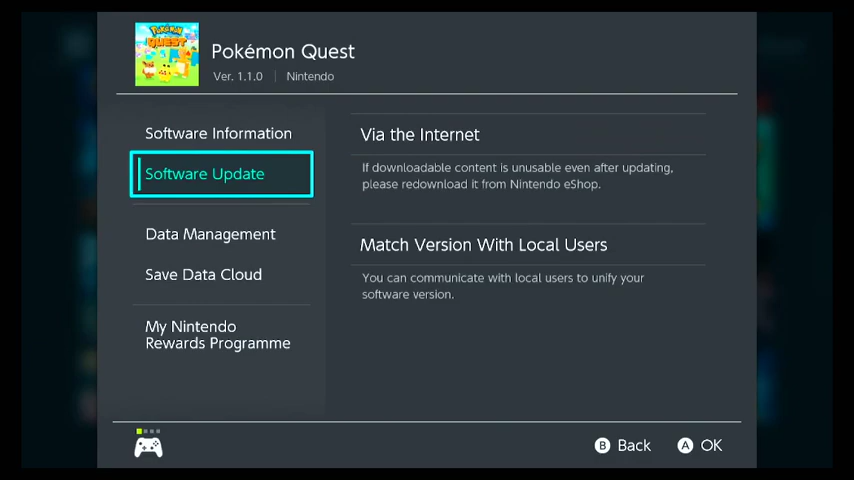 Pokémon
QUEST
Pokémon Quest
Ver. 1.1.0 | Nintendo
Software Information
Software Update
Data Management
Save Data Cloud
My Nintendo
Rewards Programme
Via the Internet
If downloadable content is unusable even after updating,
please redownload it from Nintendo eShop.
Match Version With Local Users
You can communicate with local users to unify your
software version.
B Back
A OK